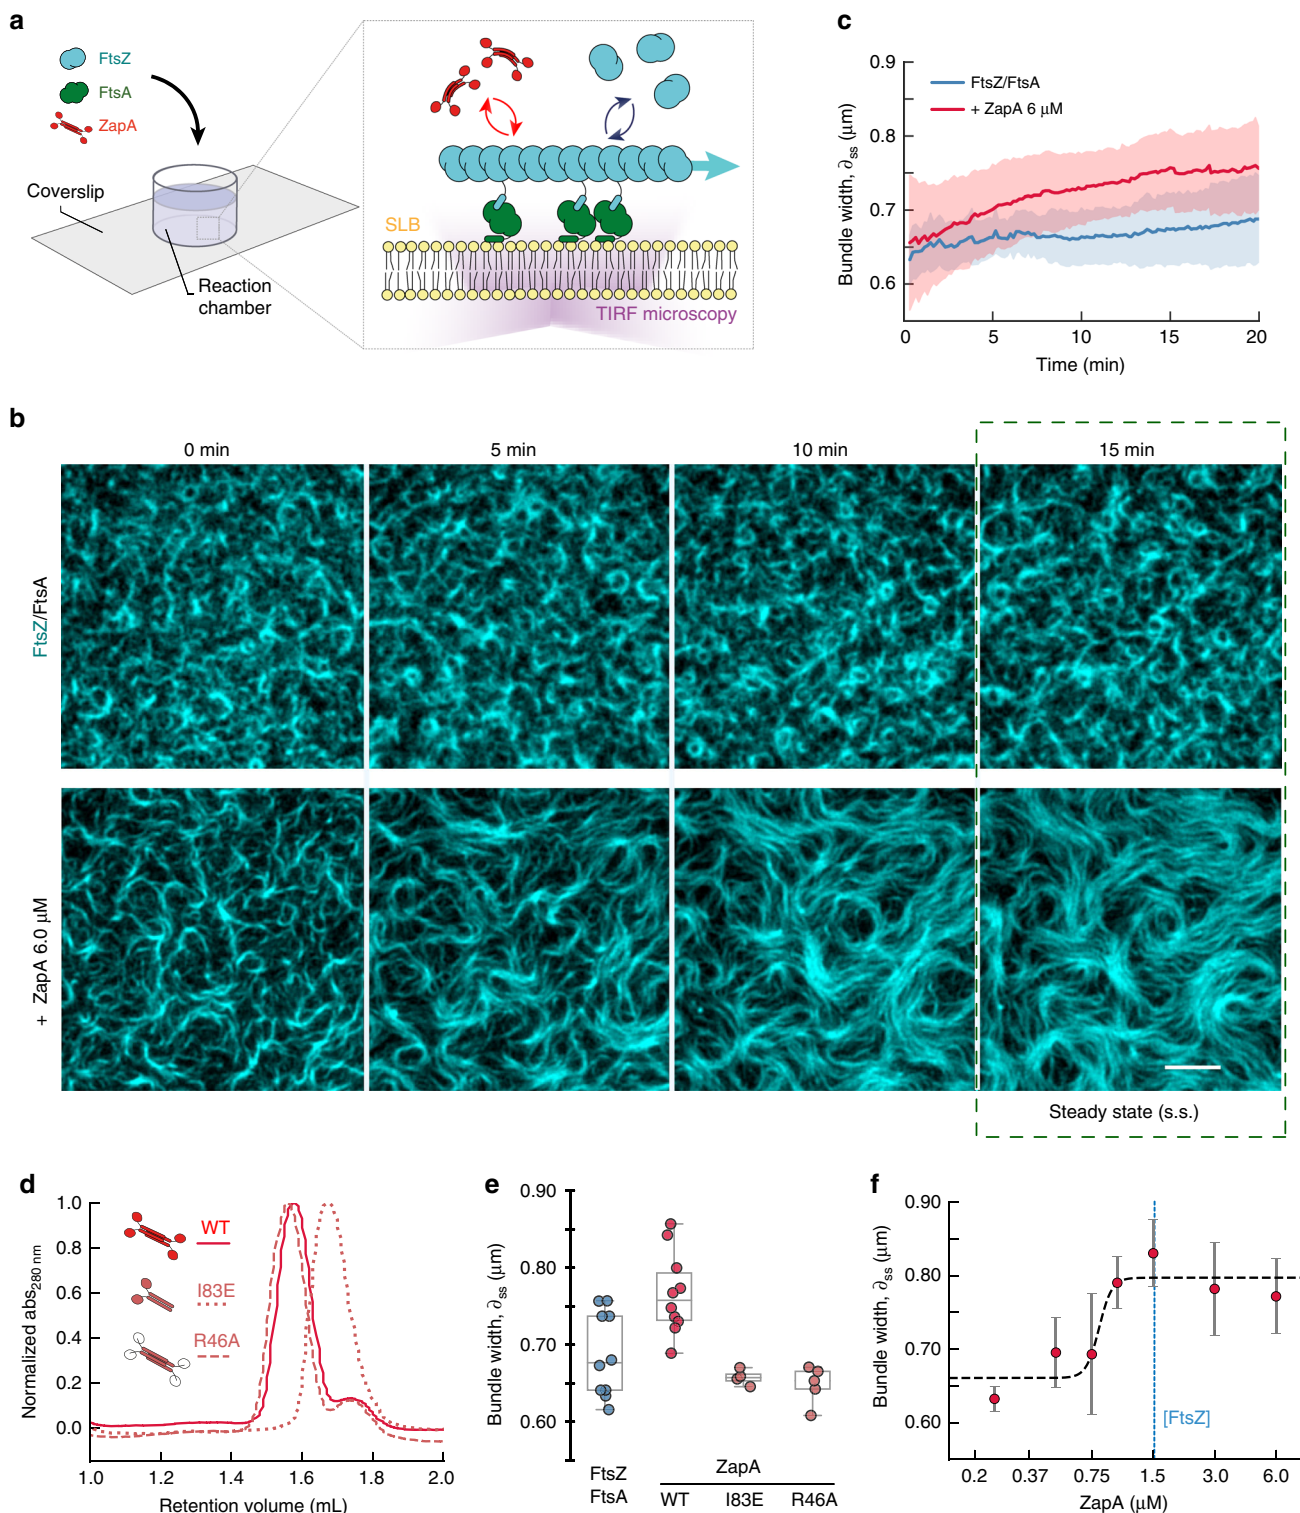 a
FtsZ
FtsA
ZapA
Coverslip
Reaction
chamber
SLB
TIRF microscopy
c
0.9
0.8
0.7
0.6
Bundle width, ∂ss (μm)
FtsZ/FtsA
+ ZapA 6 μM
0
5
10
15
20
Time (min)
b
0 min
5 min
10 min
15 min
FtsZ/FtsA
+ ZapA 6.0 μM
Steady state (s.s.)
d
1.0
0.8
0.6
0.4
0.2
0.0
Normalized abs280 nm
WT
I83E
R46A
1.0
1.2
1.4
1.6
1.8
2.0
Retention volume (mL)
e
0.90
0.80
0.70
0.60
Bundle width, ∂ss (μm)
FtsZ
FtsA
ZapA
WT
I83E
R46A
f
0.90
0.80
0.70
0.60
Bundle width, ∂ss (μm)
[FtsZ]
0.2
0.37
0.75
1.5
3.0
6.0
ZapA (μM)